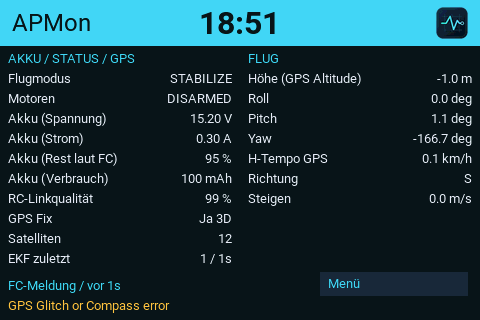 APMon
18:51
AKKU / STATUS / GPS
Flugmodus STABILIZE
Motoren DISARMED
Akku (Spannung) 15.20 V
Akku (Strom) 0.30 A
Akku (Rest laut FC) 95 %
Akku (Verbrauch) 100 mAh
RC-Linkqualität 99 %
GPS Fix Ja 3D
Satelliten 12
EKF zuletzt 1 / 1s
FLUG
Höhe (GPS Altitude) -1.0 m
Roll 0.0 deg
Pitch 1.1 deg
Yaw -166.7 deg
H-Tempo GPS 0.1 km/h
Richtung S
Steigen 0.0 m/s
FC-Meldung / vor 1s
GPS Glitch or Compass error
Menü